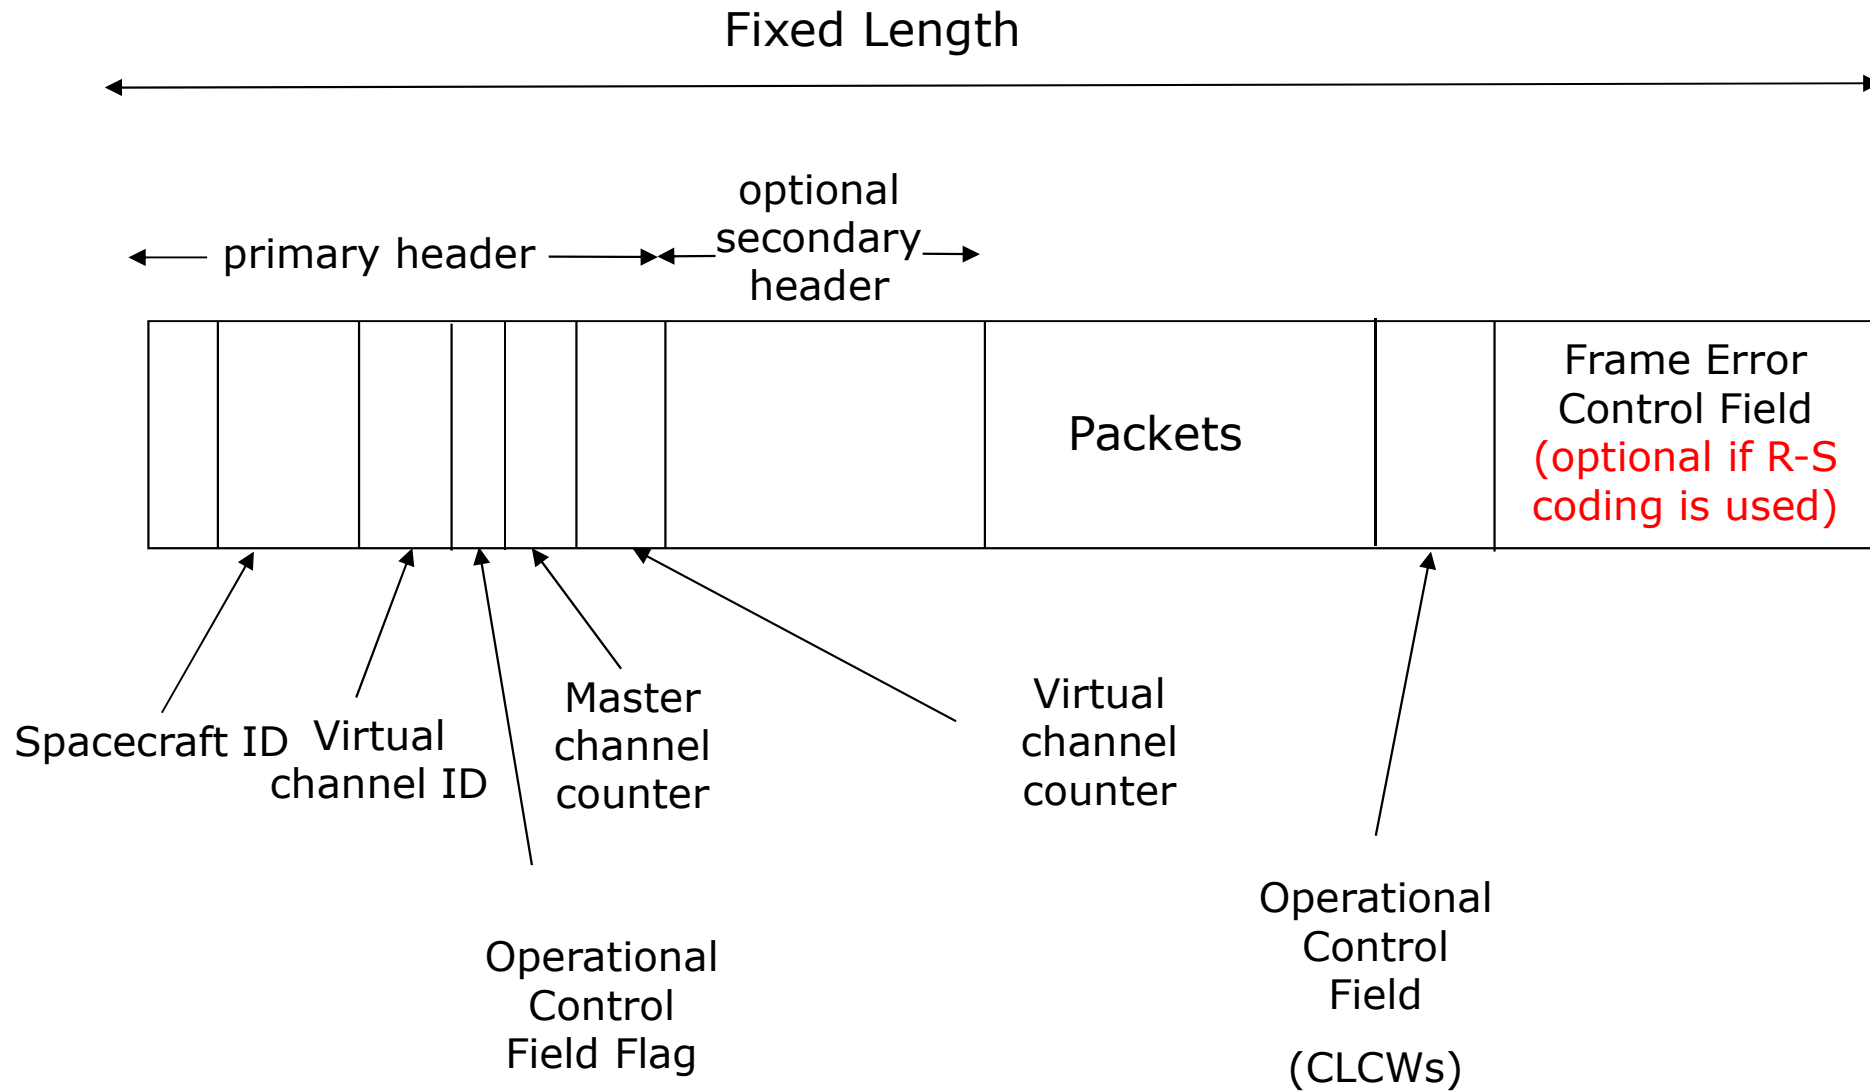 Fixed Length
optional
secondary
header
primary header
Packets
Frame Error
Control Field
(optional if R-S
coding is used)
Spacecraft ID
Virtual
channel ID
Master
channel
counter
Virtual
channel
counter
Operational
Control
Field Flag
Operational
Control
Field
(CLCWs)